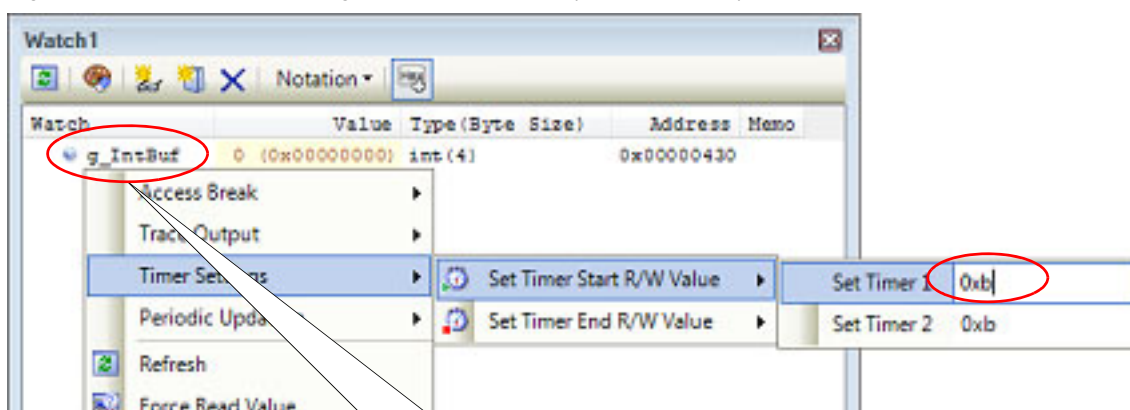 Watch1
Notation
Watch Value Type(Byte Size) Address Memo
g_IntBuf 0 (0x00000000) int(4) 0x00000430
Access Break
Trace Output
Timer Settings Set Timer Start R/W Value Set Timer 1 0xb
Periodic Set Timer End R/W Value Set Timer 2 0xb
Refresh
Force Read Value